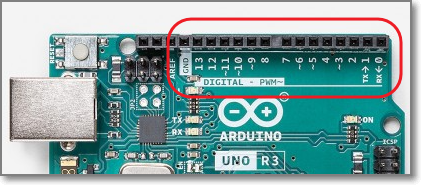 RESET
AREF
GND
13
12
~11
~10
~9
8
7
~6
~5
4
~3
2
TX→1
RX←0
DIGITAL - PWM~
JP2
TX
RX
ARDUINO
UNO R3
ON
ICSP